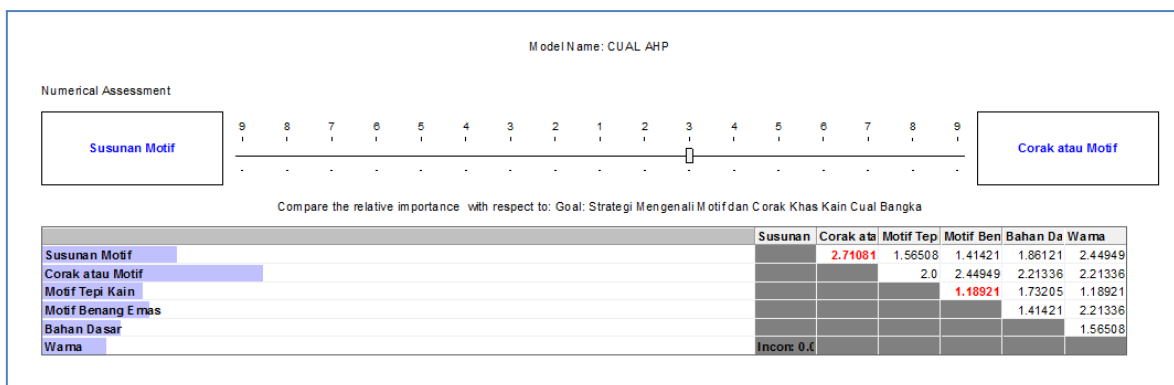 Model Name: CUAL AHP
Numerical Assessment
9 8 7 6 5 4 3 2 1 2 3 4 5 6 7 8 9
Susunan Motif Corak atau Motif
Compare the relative importance with respect to: Goal: Strategi Mengenali Motif dan Corak Khas Kain Cual Bangka
Susunan Corak ata Motif Tep Motif Ben Bahan Da Warna
Susunan Motif 2.71081 1.56508 1.41421 1.86121 2.44949
Corak atau Motif 2.0 2.44949 2.21336 2.21336
Motif Tepi Kain 1.18921 1.73205 1.18921
Motif Benang Emas 1.41421 2.21336
Bahan Dasar 1.56508
Warna Incon: 0.0